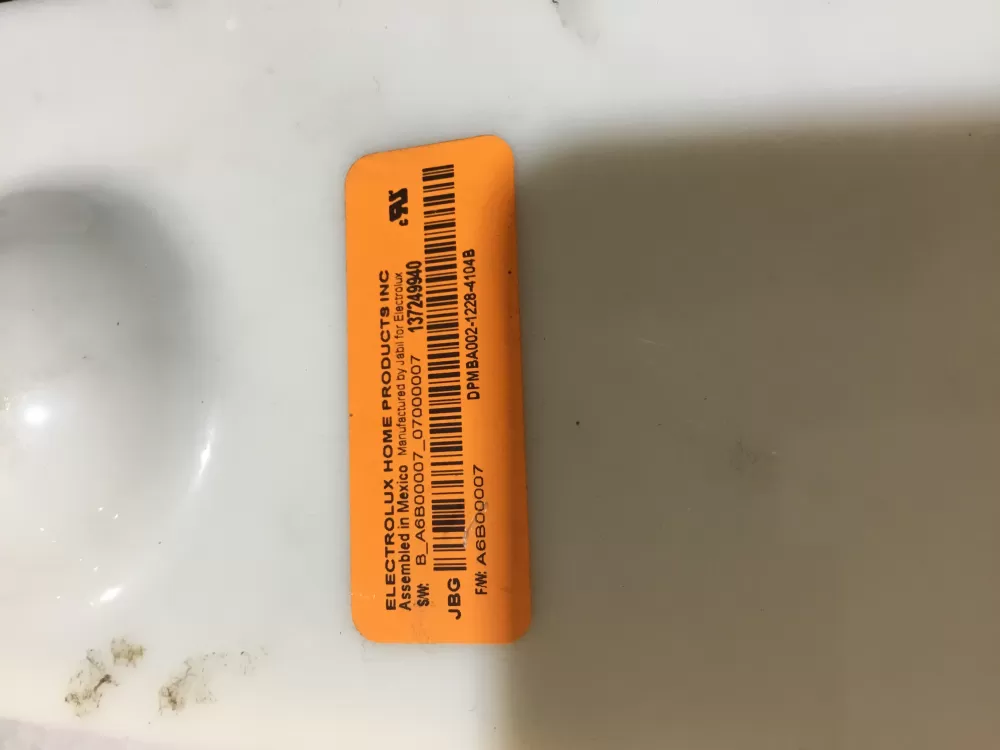 ELECTROLUX HOME PRODUCTS INC
Assembled in Mexico Manufactured by Jabil for Electrolux
S/W: B_A6B00007_07000007 137249940
JBG
F/W: A6B00007 DPMBA002-1228-4104B